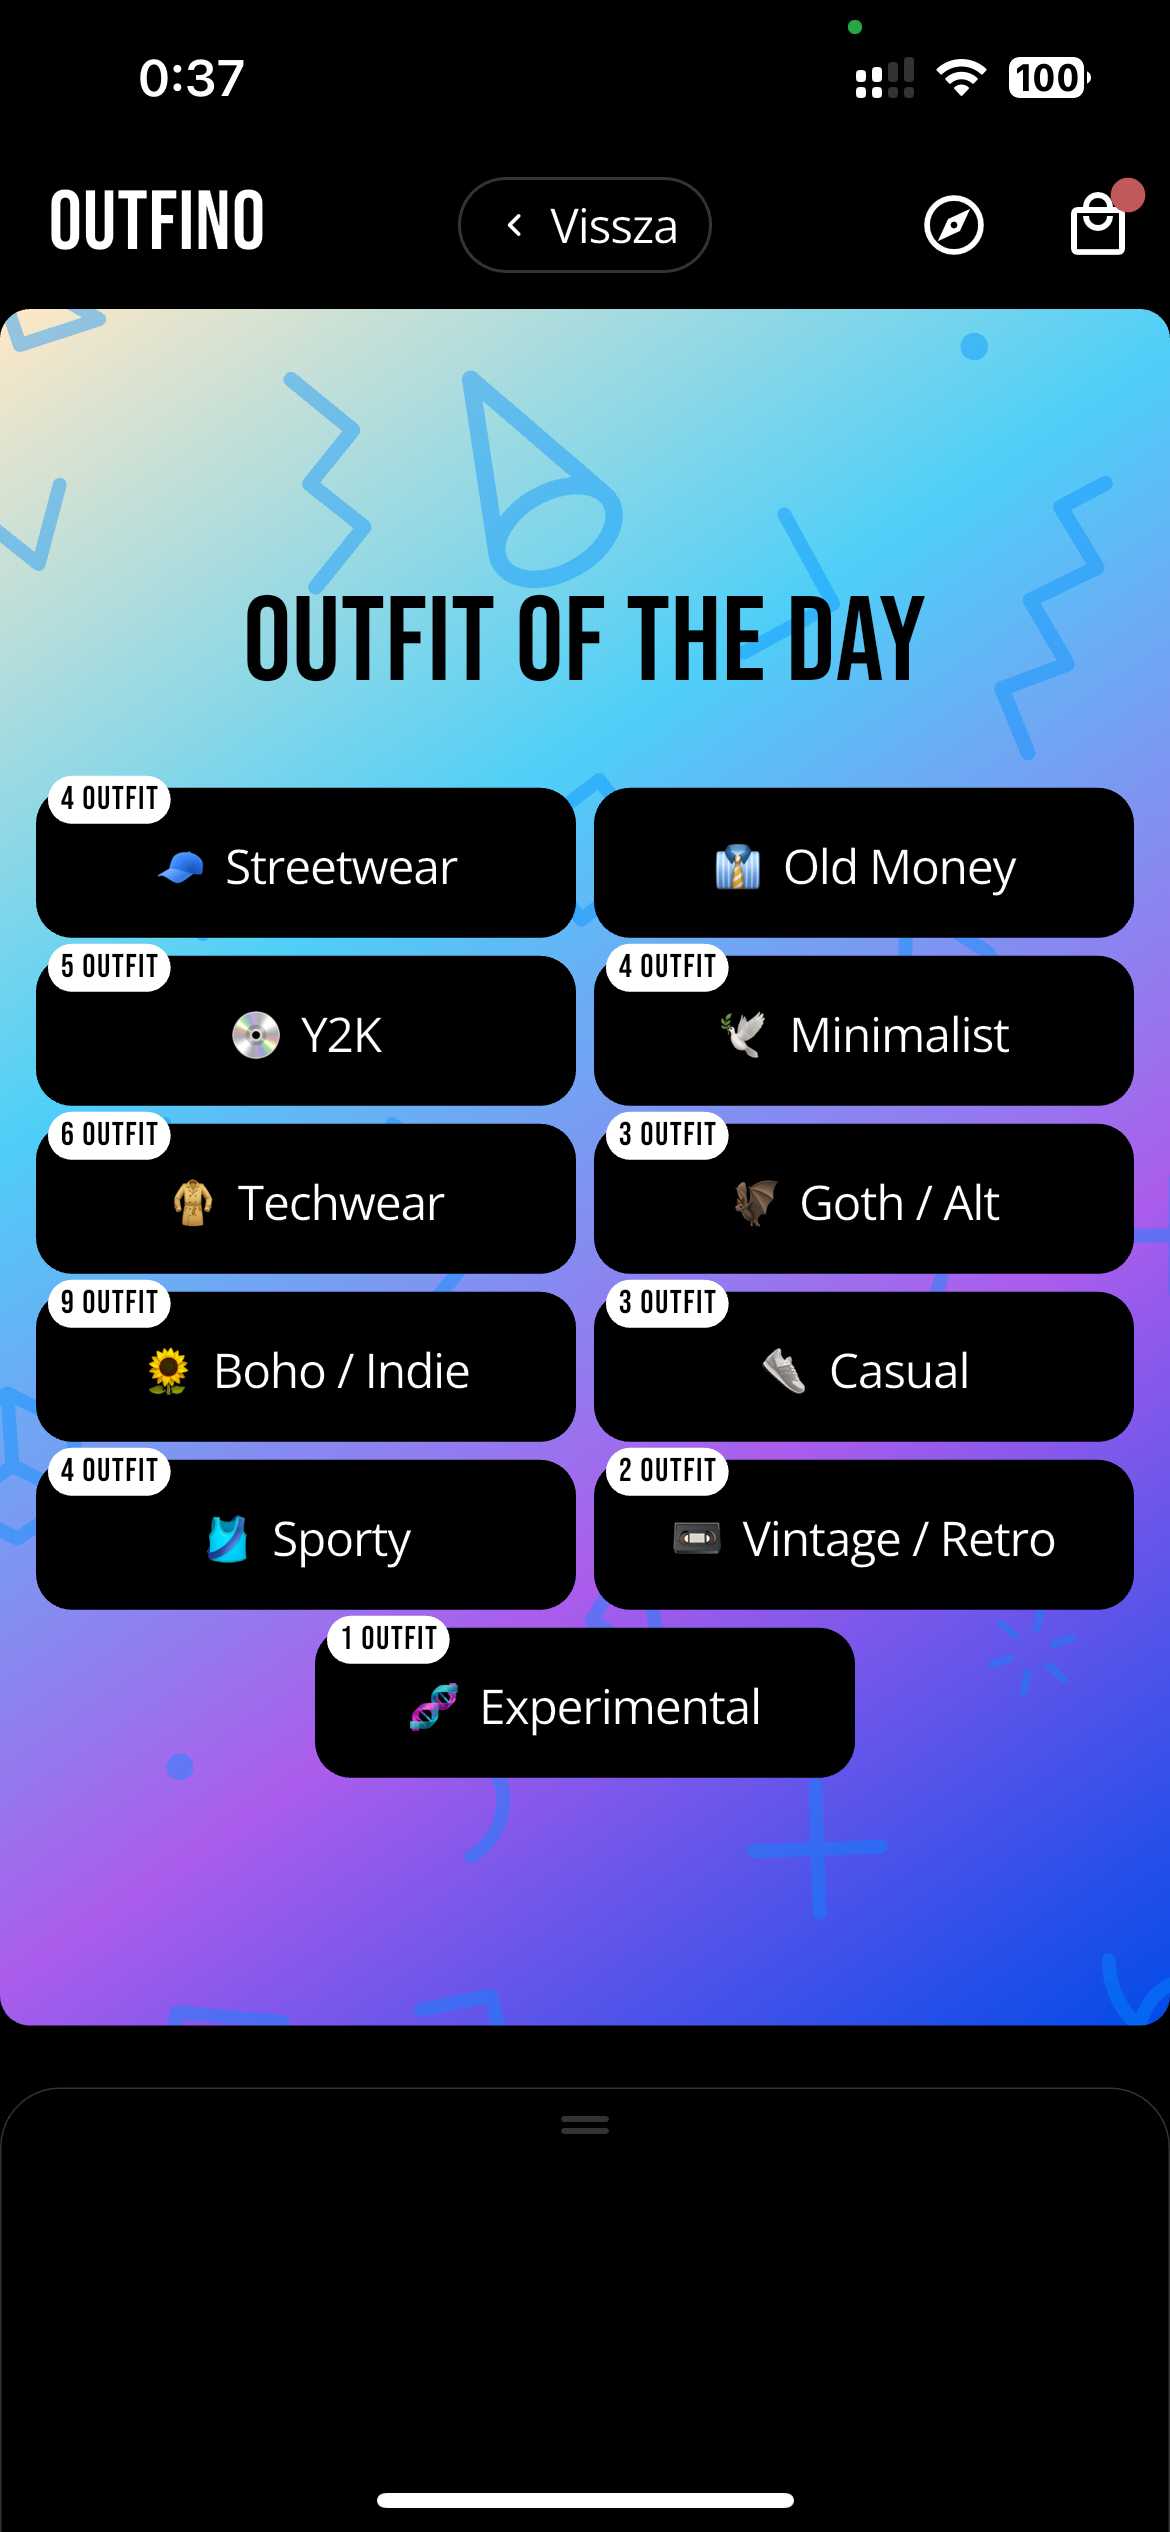 0:37
100
OUTFINO
Vissza
OUTFIT OF THE DAY
4 OUTFIT
Streetwear
Old Money
5 OUTFIT
Y2K
4 OUTFIT
Minimalist
6 OUTFIT
Techwear
3 OUTFIT
Goth / Alt
9 OUTFIT
Boho / Indie
3 OUTFIT
Casual
4 OUTFIT
Sporty
2 OUTFIT
Vintage / Retro
1 OUTFIT
Experimental